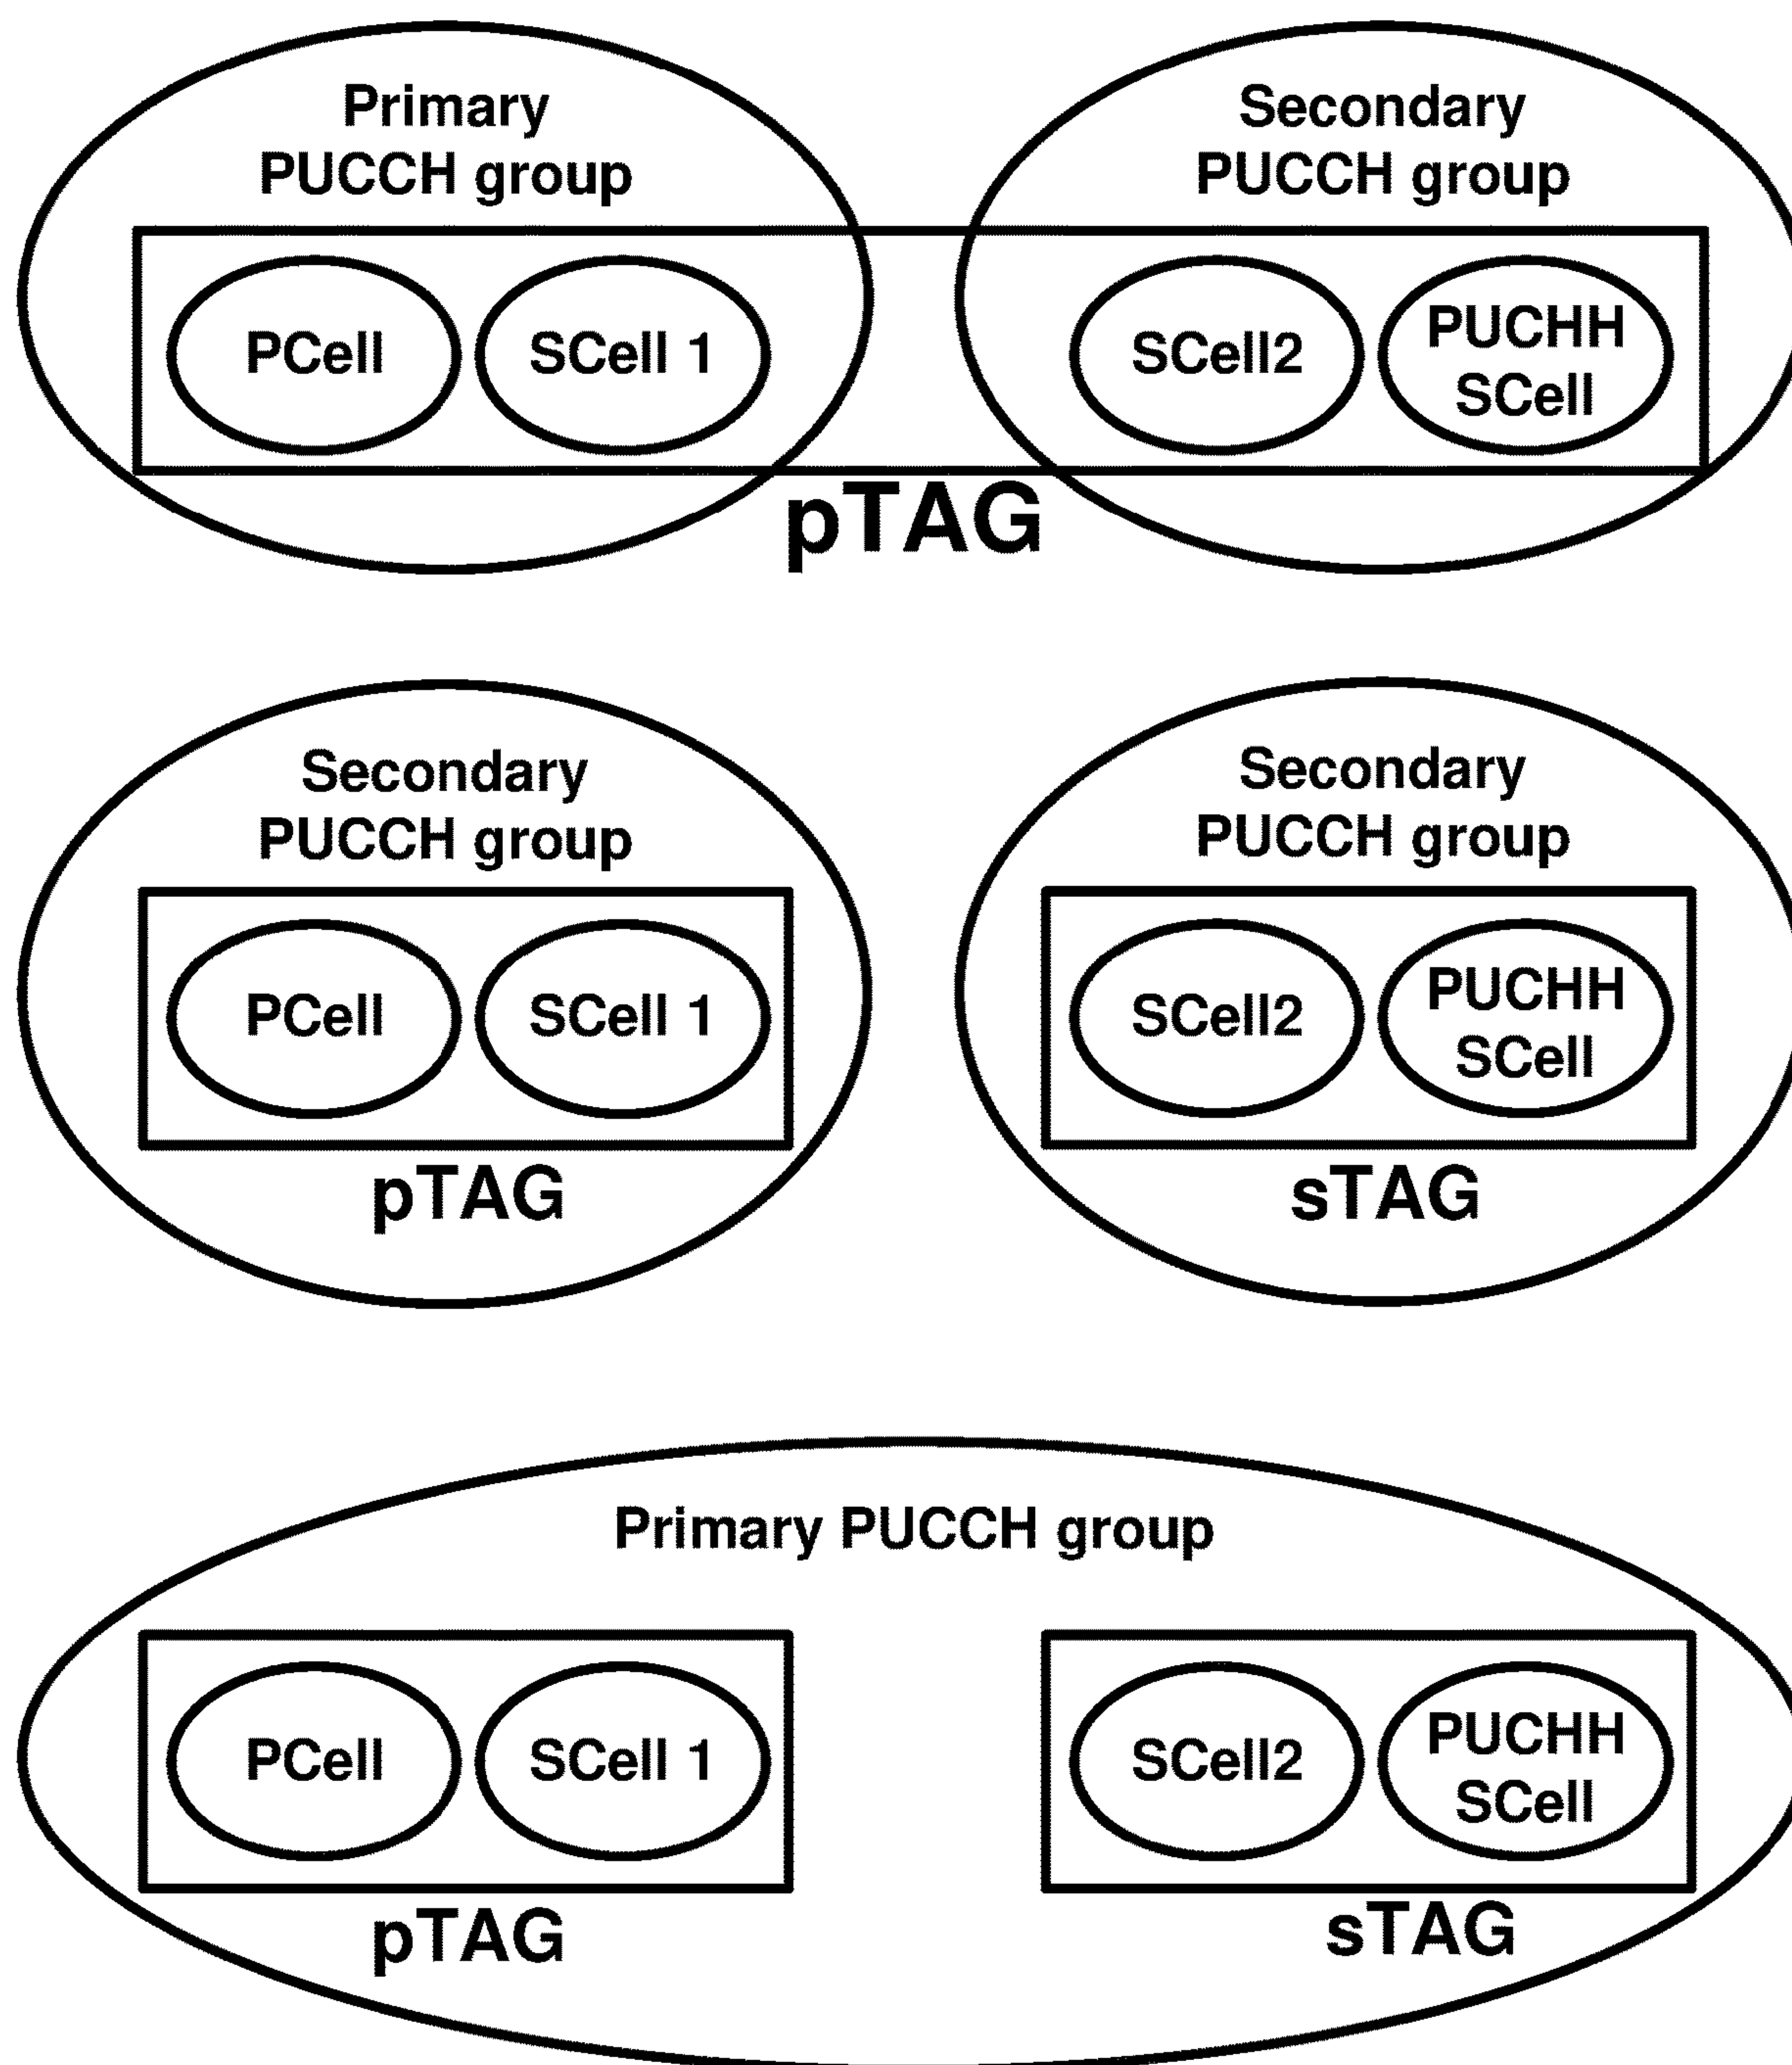 Primary
PUCCH group
Secondary
PUCCH group
PCell
SCell 1
SCell2
PUCHH
SCell
pTAG
Secondary
PUCCH group
Secondary
PUCCH group
PCell
SCell 1
SCell2
PUCHH
SCell
pTAG
sTAG
Primary PUCCH group
PCell
SCell 1
SCell2
PUCHH
SCell
pTAG
sTAG